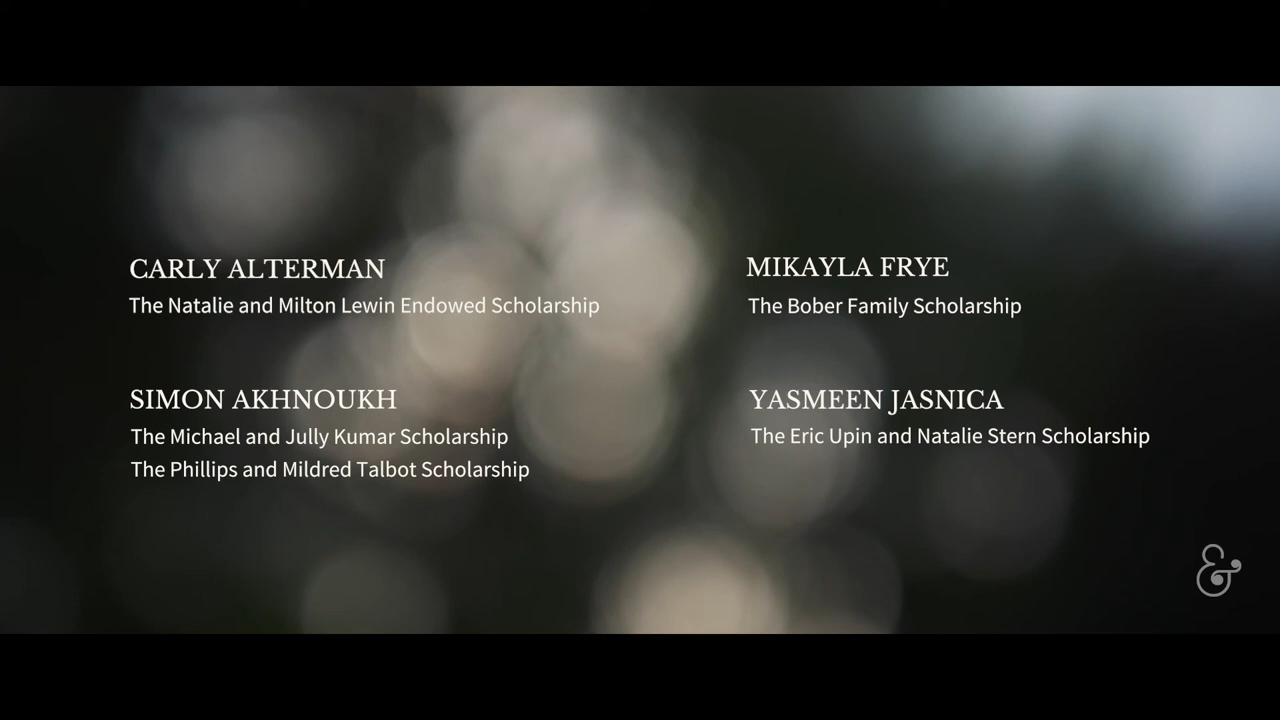 CARLY ALTERMAN
The Natalie and Milton Lewin Endowed Scholarship
SIMON AKHNOUKH
The Michael and Jully Kumar Scholarship
The Phillips and Mildred Talbot Scholarship
MIKAYLA FRYE
The Bober Family Scholarship
YASMEEN JASNICA
The Eric Upin and Natalie Stern Scholarship
&